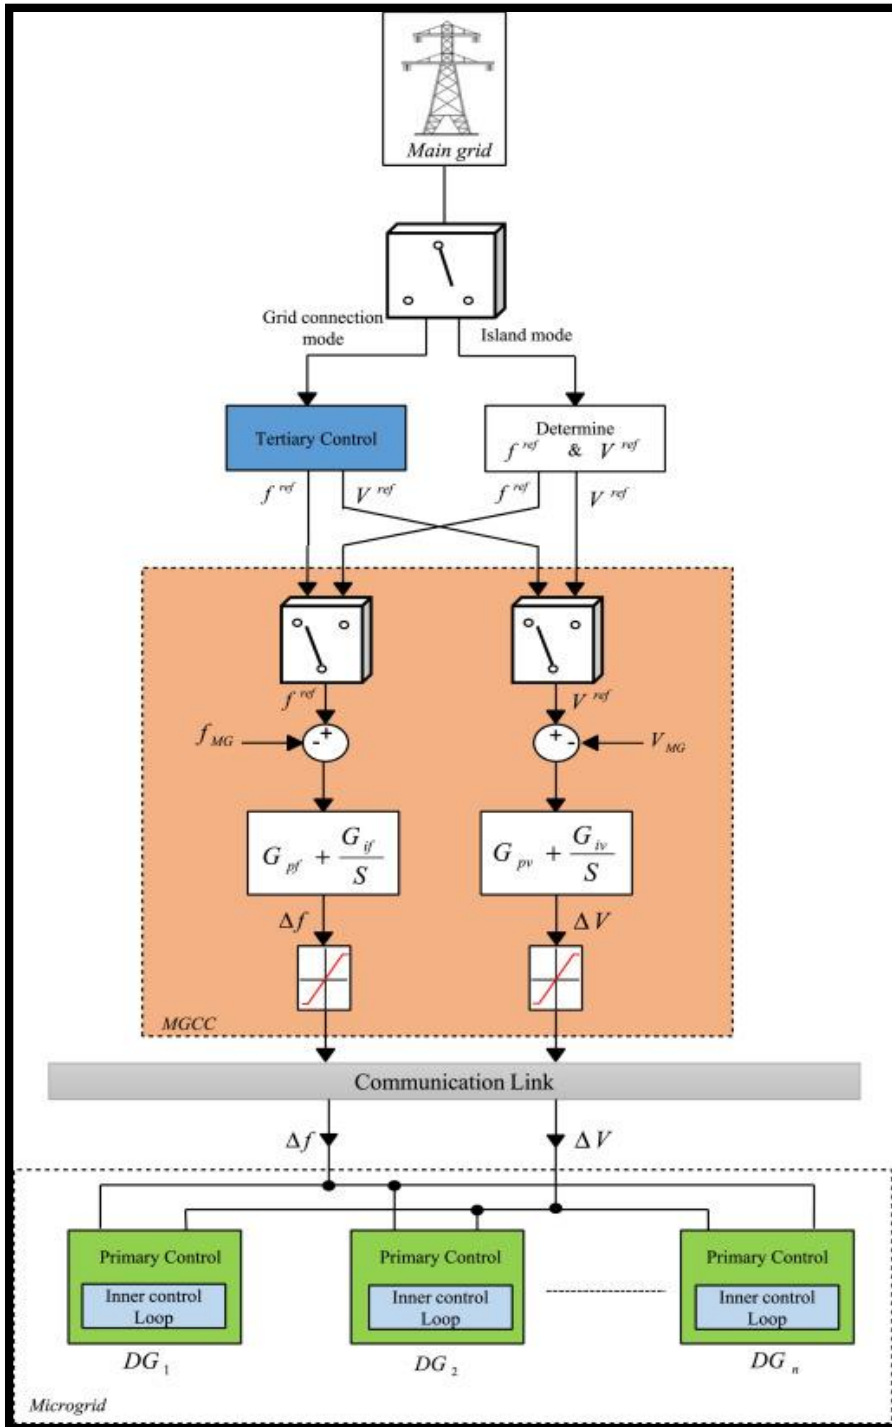 Main grid
Grid connection
mode
Island mode
Tertiary Control
Determine
f^ref & V^ref
f^ref V^ref f^ref V^ref
f^ref V^ref
f_MG - + + - V_MG
G_pf + G_if / S G_pv + G_iv / S
Δf ΔV
MGCC
Communication Link
Δf ΔV
Primary Control Primary Control Primary Control
Inner control Inner control Inner control
Loop Loop Loop
DG_1 DG_2 DG_n
Microgrid